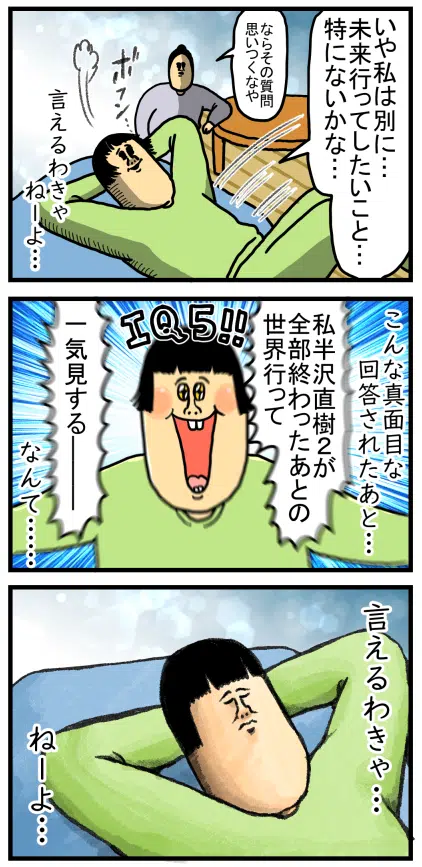 いや私は別に…
未来行ってしたいこと…
特にないかな…
ならその質問
思いつくなや
ボフン
言えるわきゃ
ねーよ…
こんな真面目な
回答されたあと…
私半沢直樹2が
全部終わったあとの
世界行って
IQ5!!
一気見する――――
なんて……
言えるわきゃ…
ねーよ…